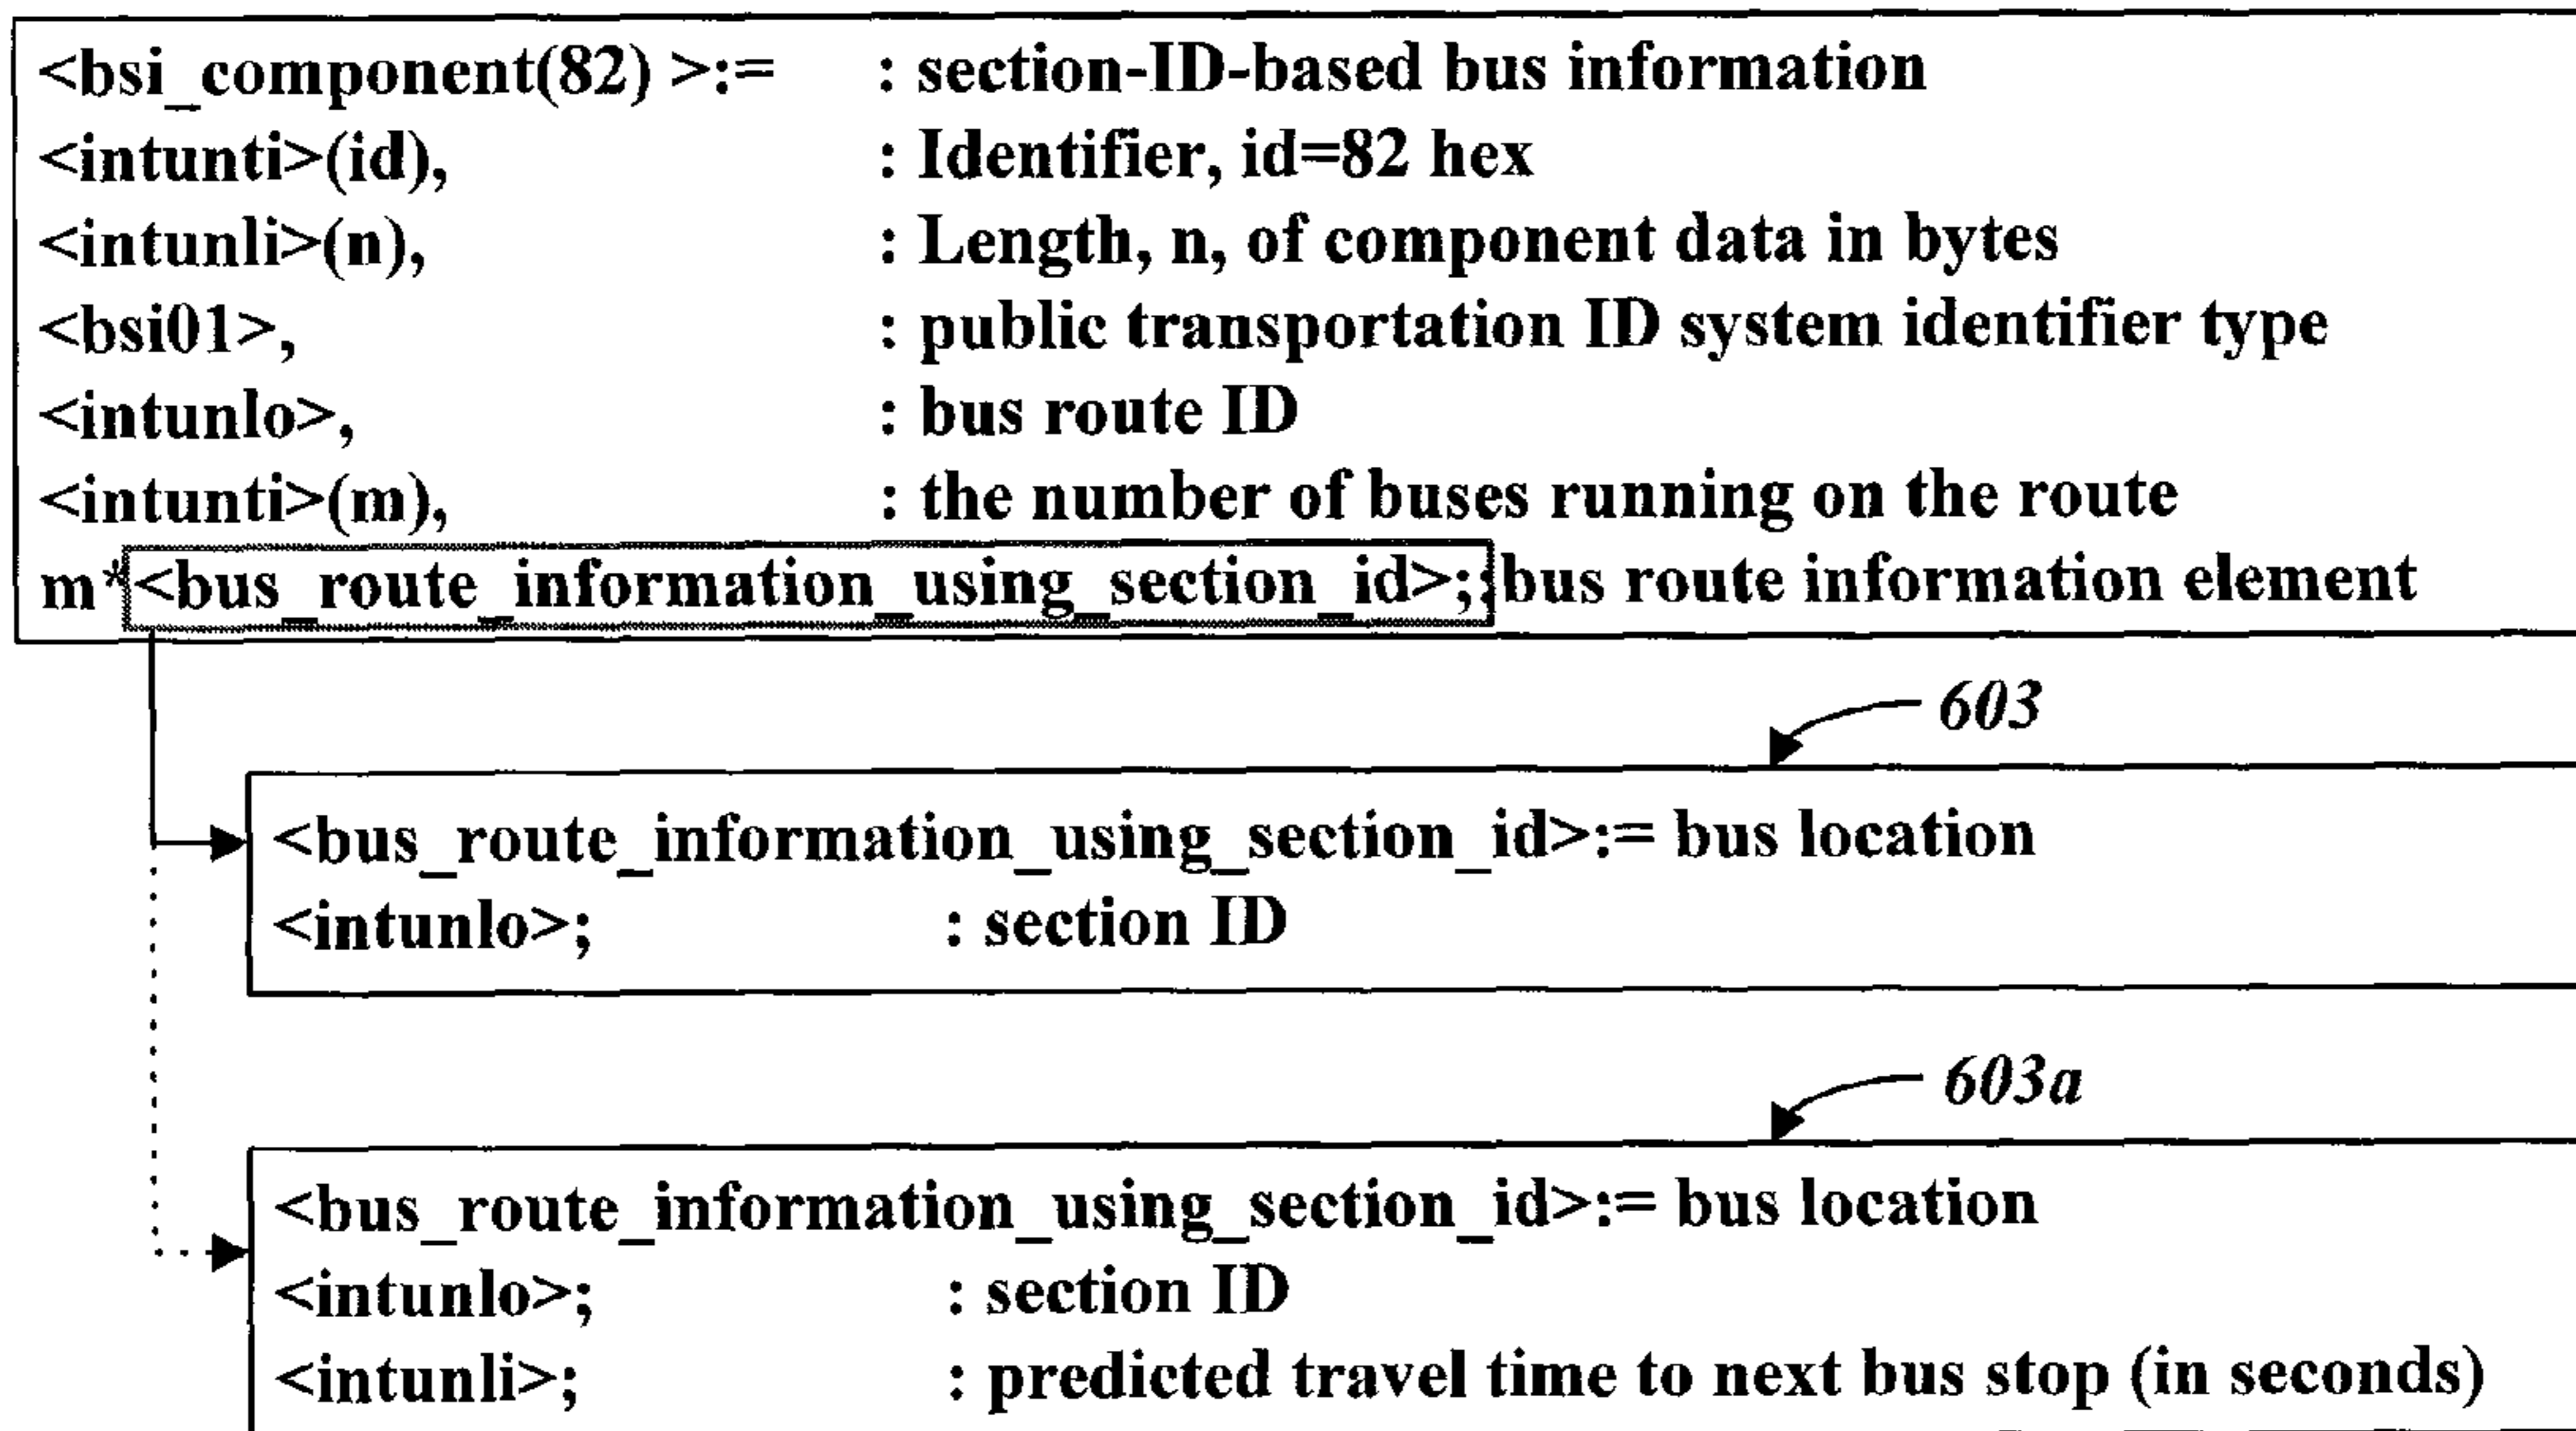 <bsi_component(82) >:= : section-ID-based bus information
<intunti>(id), : Identifier, id=82 hex
<intunli>(n), : Length, n, of component data in bytes
<bsi01>, : public transportation ID system identifier type
<intunlo>, : bus route ID
<intunti>(m), : the number of buses running on the route
m*<bus_route_information_using_section_id>;:bus route information element
603
<bus_route_information_using_section_id>:= bus location
<intunlo>; : section ID
603a
<bus_route_information_using_section_id>:= bus location
<intunlo>; : section ID
<intunli>; : predicted travel time to next bus stop (in seconds)